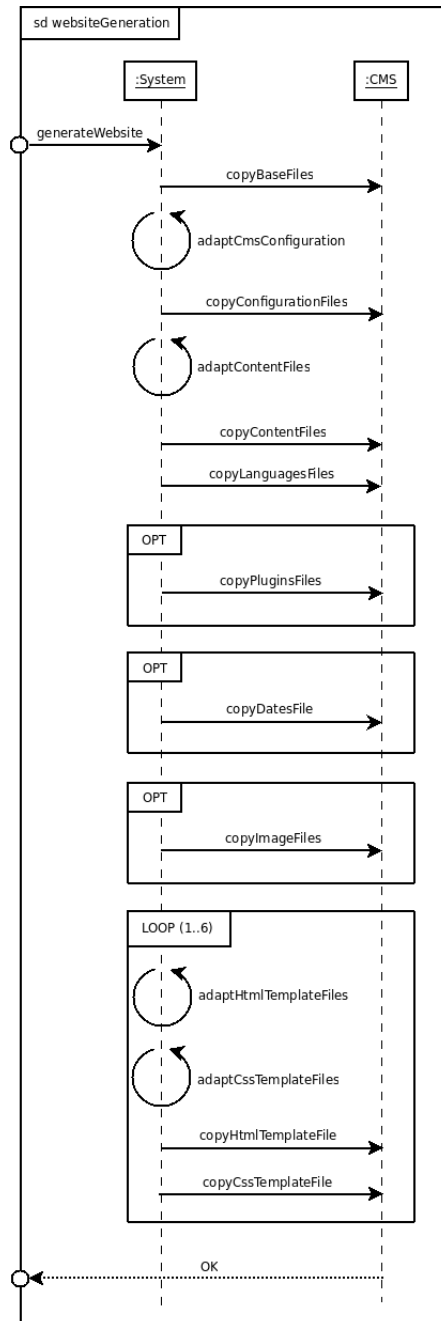 sd websiteGeneration
:System
:CMS
generateWebsite
copyBaseFiles
adaptCmsConfiguration
copyConfigurationFiles
adaptContentFiles
copyContentFiles
copyLanguagesFiles
OPT
copyPluginsFiles
OPT
copyDatesFile
OPT
copyImageFiles
LOOP (1..6)
adaptHtmlTemplateFiles
adaptCssTemplateFiles
copyHtmlTemplateFile
copyCssTemplateFile
OK